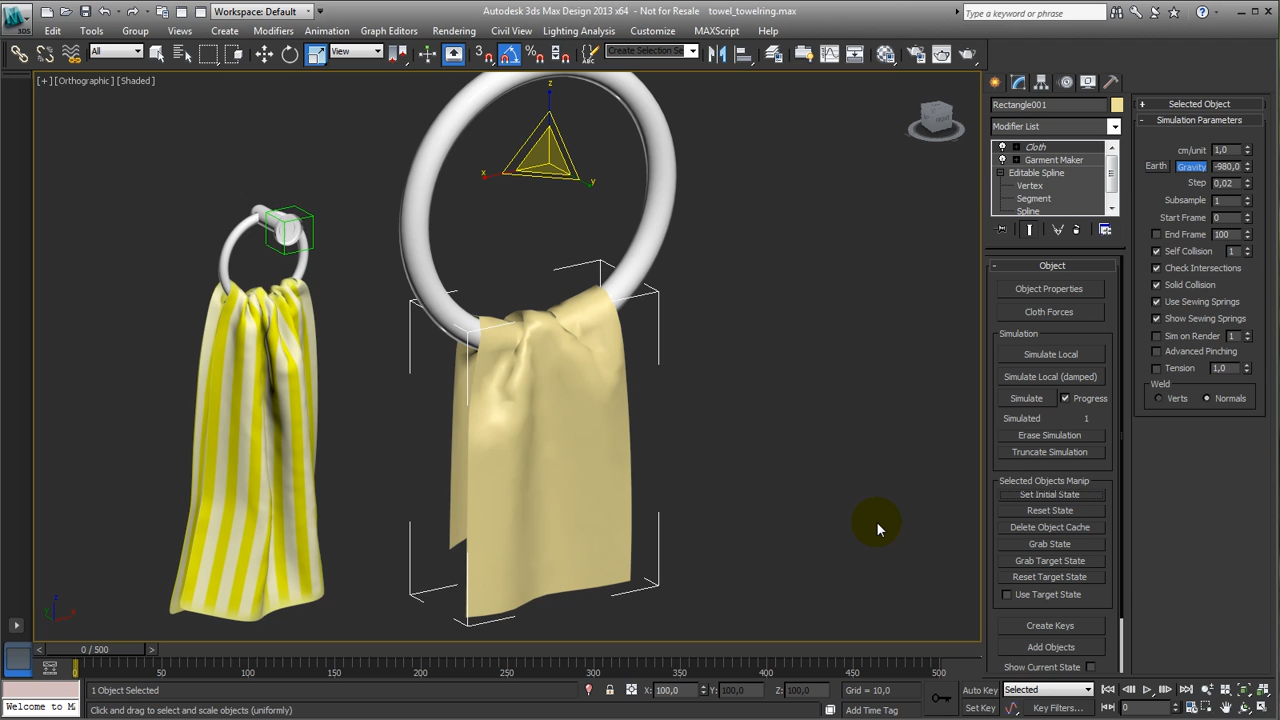 Workspace: Default
Autodesk 3ds Max Design 2013 x64 - Not for Resale towel_towelring.max
Type a keyword or phrase
3DS
Edit Tools Group Views Create Modifiers Animation Graph Editors Rendering Civil View Lighting Analysis Customize MAXScript Help
All
View
Create Selection Se
[+] [Orthographic] [Shaded]
z
x
y
FRONT
Rectangle001
Modifier List
Cloth
Garment Maker
Editable Spline
Vertex
Segment
Spline
- Object
Object Properties
Cloth Forces
Simulation
Simulate Local
Simulate Local (damped)
Simulate Progress
Simulated 1
Erase Simulation
Truncate Simulation
Selected Objects Manip
Set Initial State
Reset State
Delete Object Cache
Grab State
Grab Target State
Reset Target State
Use Target State
Create Keys
Add Objects
Show Current State
+ Selected Object
- Simulation Parameters
cm/unit 1,0
Earth Gravity -980,0
Step 0,02
Subsample 1
Start Frame 0
End Frame 100
Self Collision 1
Check Intersections
Solid Collision
Use Sewing Springs
Show Sewing Springs
Sim on Render 1
Advanced Pinching
Tension 1,0
Weld
Verts Normals
z
y
x
< 0 / 500 >
0 50 100 150 200 250 300 350 400 450 500
1 Object Selected
X: 100,0 Y: 100,0 Z: 100,0
Grid = 10,0
Auto Key Selected
Welcome to M
Click and drag to select and scale objects (uniformly)
Add Time Tag
Set Key Key Filters... 0